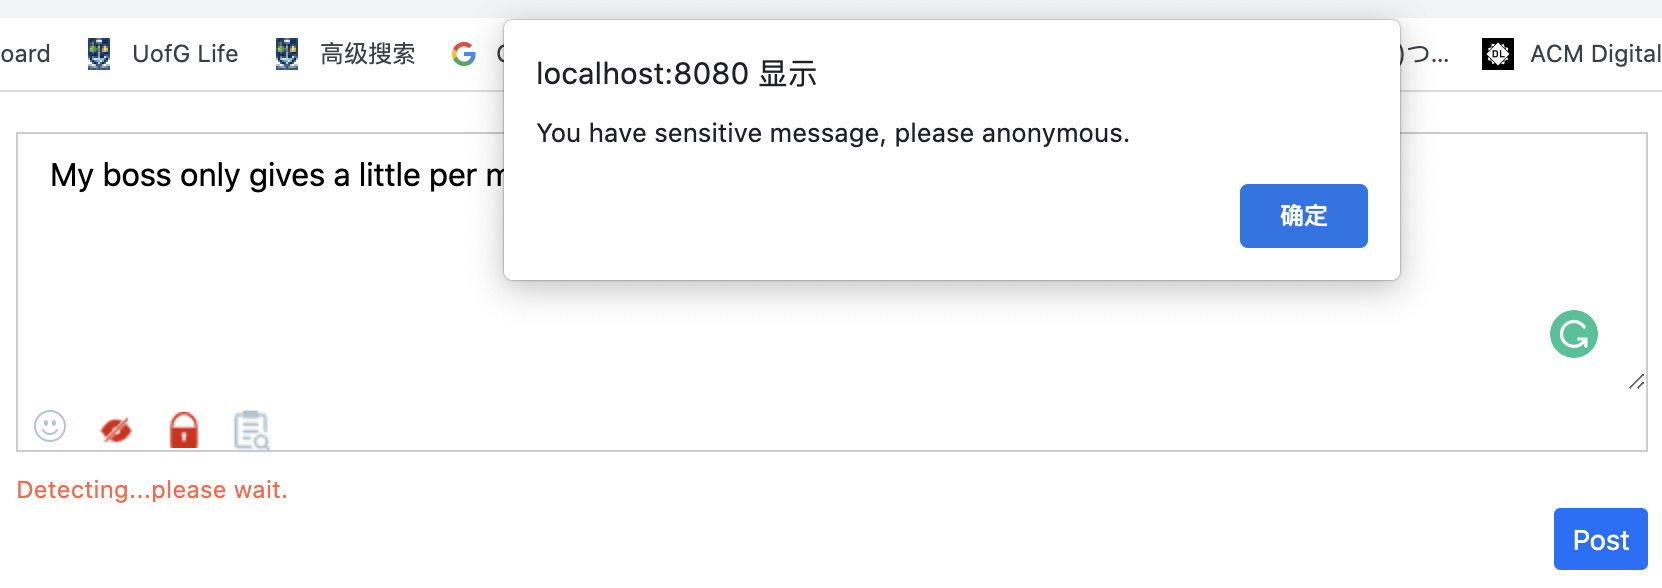 oard UofG Life 高级搜索 )つ... ACM Digital
localhost:8080 显示
You have sensitive message, please anonymous.
确定
My boss only gives a little per
Detecting...please wait.
Post